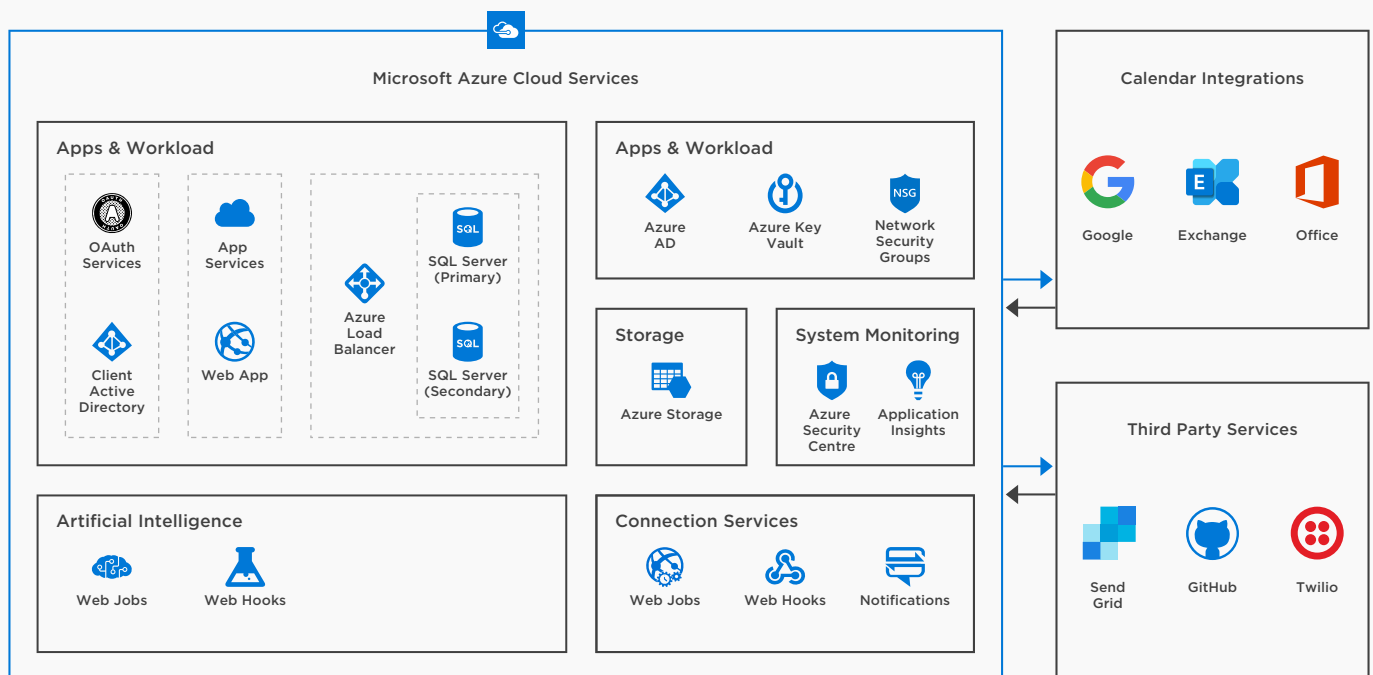 Microsoft Azure Cloud Services
Apps & Workload
OAUTH
OAuth
Services
Client
Active
Directory
App
Services
Web App
Azure
Load
Balancer
SQL
SQL Server
(Primary)
SQL
SQL Server
(Secondary)
Apps & Workload
Azure
AD
Azure Key
Vault
NSG
Network
Security
Groups
Storage
Azure Storage
System Monitoring
Azure
Security
Centre
Application
Insights
Artificial Intelligence
Web Jobs
Web Hooks
Connection Services
Web Jobs
Web Hooks
Notifications
Calendar Integrations
G
Google
E
Exchange
Office
Third Party Services
Send
Grid
GitHub
Twilio